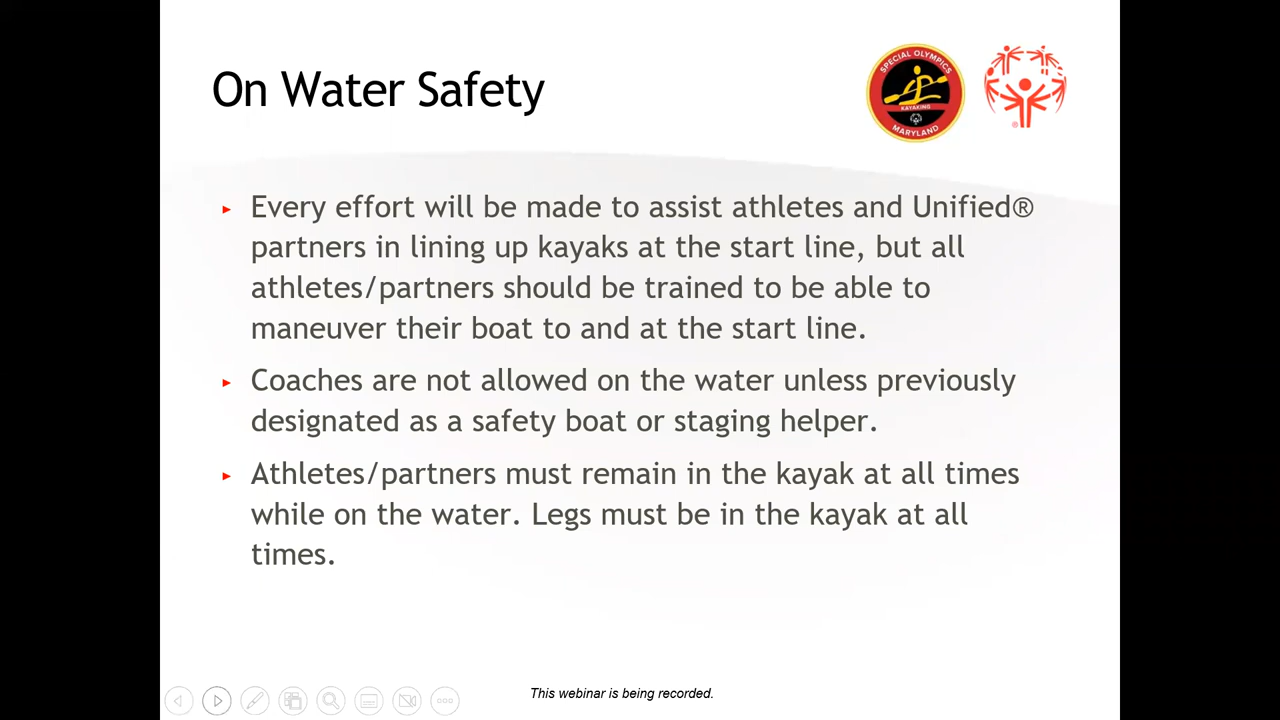 On Water Safety
SPECIAL OLYMPICS
KAYAKING
MARYLAND
®
▸ Every effort will be made to assist athletes and Unified®
partners in lining up kayaks at the start line, but all
athletes/partners should be trained to be able to
maneuver their boat to and at the start line.
▸ Coaches are not allowed on the water unless previously
designated as a safety boat or staging helper.
▸ Athletes/partners must remain in the kayak at all times
while on the water. Legs must be in the kayak at all
times.
This webinar is being recorded.